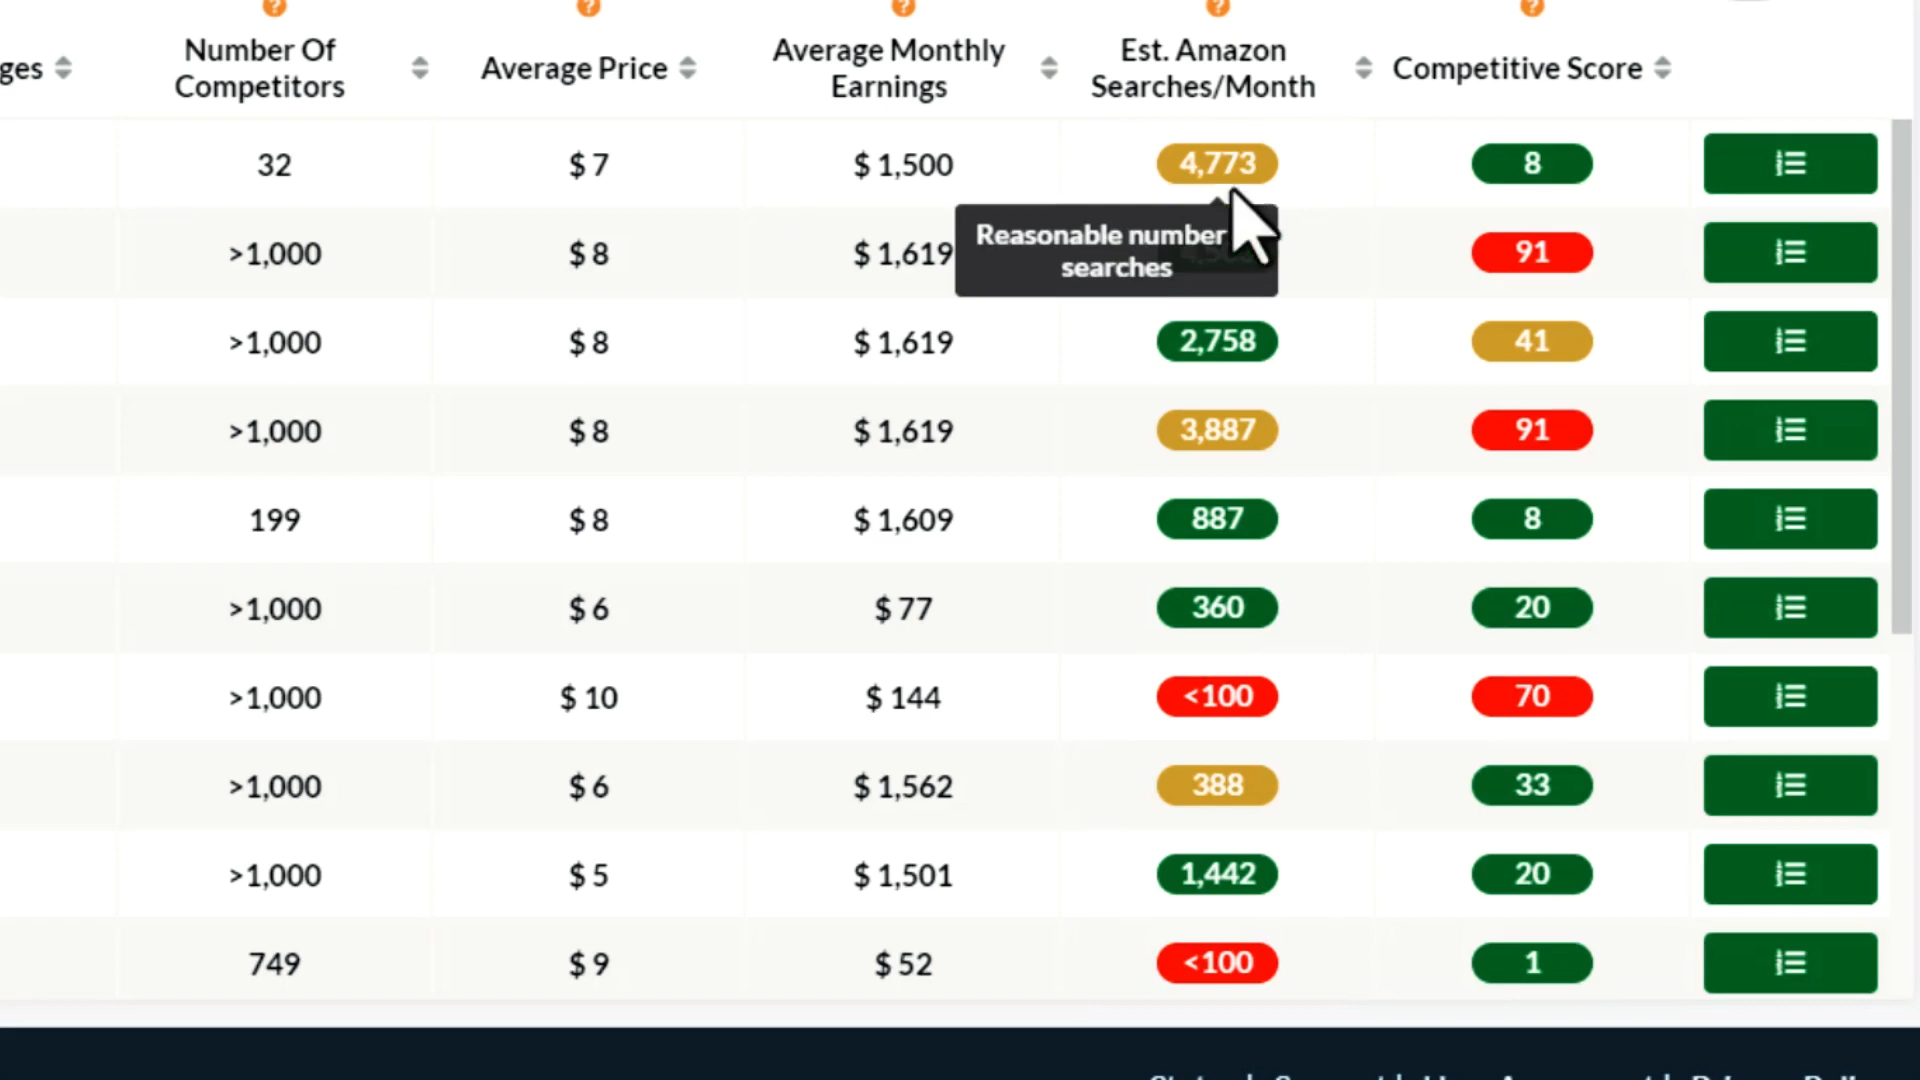 ges
Number Of
Competitors
Average Price
Average Monthly
Earnings
Est. Amazon
Searches/Month
Competitive Score
32 $ 7 $ 1,500 4,773 8
>1,000 $ 8 $ 1,619 91
Reasonable number
searches
>1,000 $ 8 $ 1,619 2,758 41
>1,000 $ 8 $ 1,619 3,887 91
199 $ 8 $ 1,609 887 8
>1,000 $ 6 $ 77 360 20
>1,000 $ 10 $ 144 <100 70
>1,000 $ 6 $ 1,562 388 33
>1,000 $ 5 $ 1,501 1,442 20
749 $ 9 $ 52 <100 1